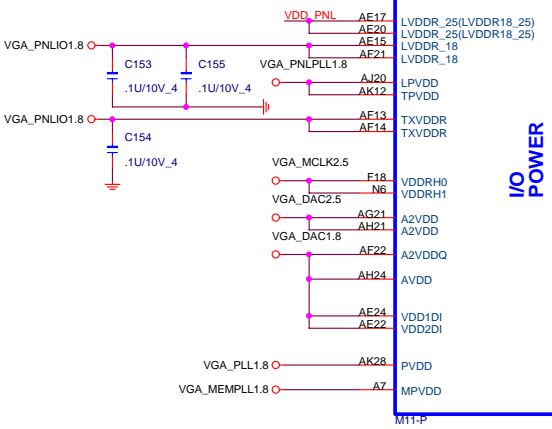 VDD_PNL
AE17
LVDDR_25(LVDDR18_25)
AE20
LVDDR_25(LVDDR18_25)
VGA_PNLIO1.8
AE15
LVDDR_18
AF21
LVDDR_18
C153
.1U/10V_4
C155
.1U/10V_4
VGA_PNLPLL1.8
AJ20
LPVDD
AK12
TPVDD
VGA_PNLIO1.8
AF13
TXVDDR
AF14
TXVDDR
C154
.1U/10V_4
I/O
POWER
VGA_MCLK2.5
F18
VDDRH0
N6
VDDRH1
VGA_DAC2.5
AG21
A2VDD
AH21
A2VDD
VGA_DAC1.8
AF22
A2VDDQ
AH24
AVDD
AE24
VDD1DI
AE22
VDD2DI
VGA_PLL1.8
AK28
PVDD
VGA_MEMPLL1.8
A7
MPVDD
M11-P